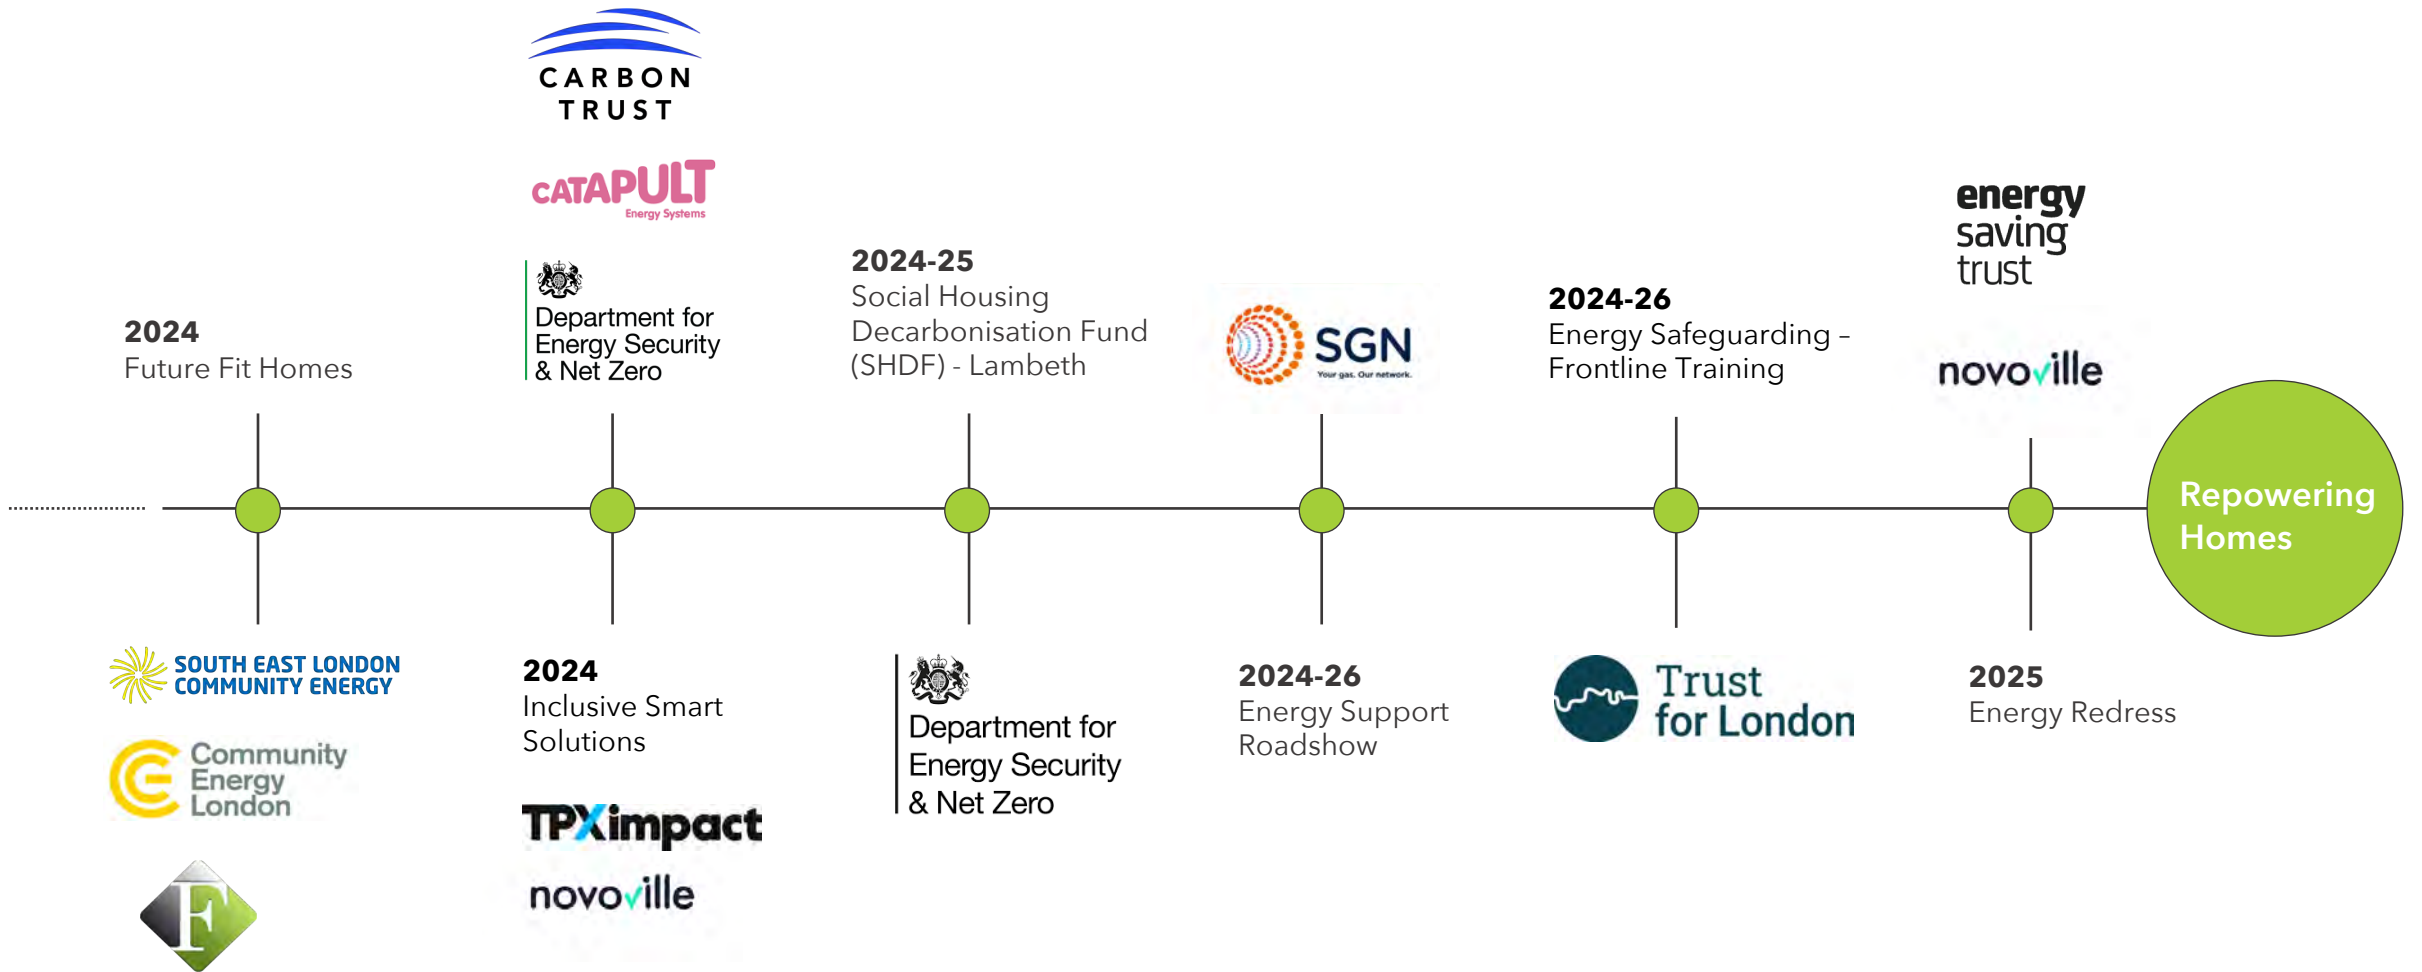 CARBON
TRUST
CATAPULT
Energy Systems
Department for
Energy Security
& Net Zero
2024
Future Fit Homes
2024-25
Social Housing
Decarbonisation Fund
(SHDF) - Lambeth
SGN
Your gas. Our network.
2024-26
Energy Safeguarding –
Frontline Training
energy
saving
trust
novoville
Repowering
Homes
SOUTH EAST LONDON
COMMUNITY ENERGY
Community
Energy
London
F
2024
Inclusive Smart
Solutions
TPXimpact
novoville
Department for
Energy Security
& Net Zero
2024-26
Energy Support
Roadshow
Trust
for London
2025
Energy Redress